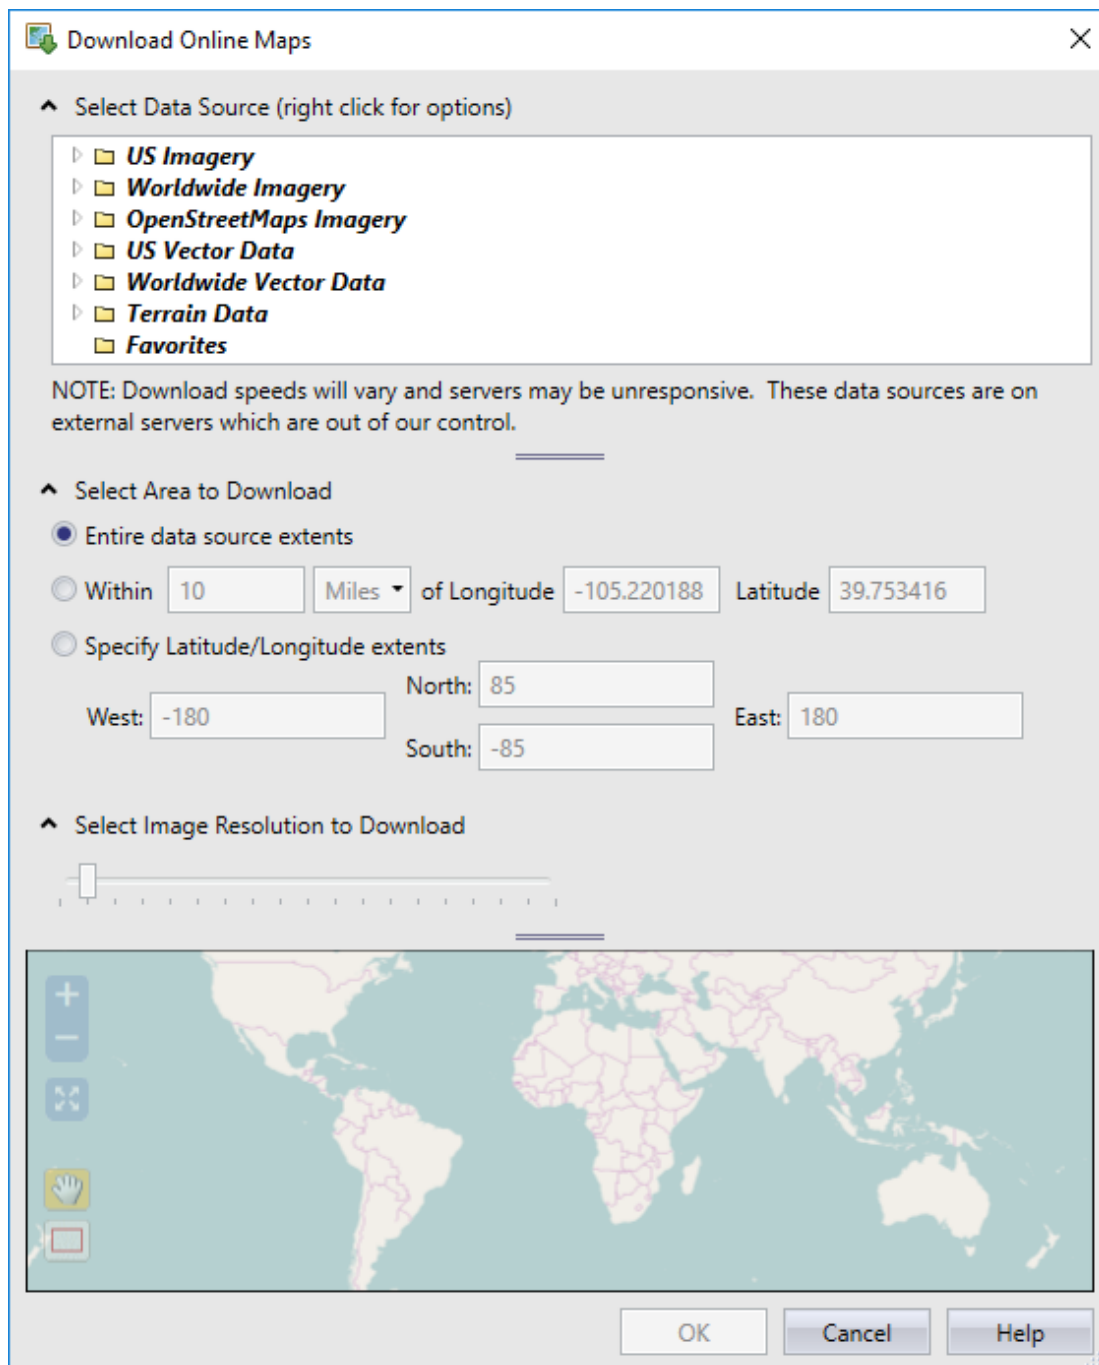 Download Online Maps
Select Data Source (right click for options)
US Imagery
Worldwide Imagery
OpenStreetMaps Imagery
US Vector Data
Worldwide Vector Data
Terrain Data
Favorites
NOTE: Download speeds will vary and servers may be unresponsive.  These data sources are on
external servers which are out of our control.
Select Area to Download
Entire data source extents
Within 10 Miles of Longitude -105.220188 Latitude 39.753416
Specify Latitude/Longitude extents
North: 85
West: -180 East: 180
South: -85
Select Image Resolution to Download
OK Cancel Help